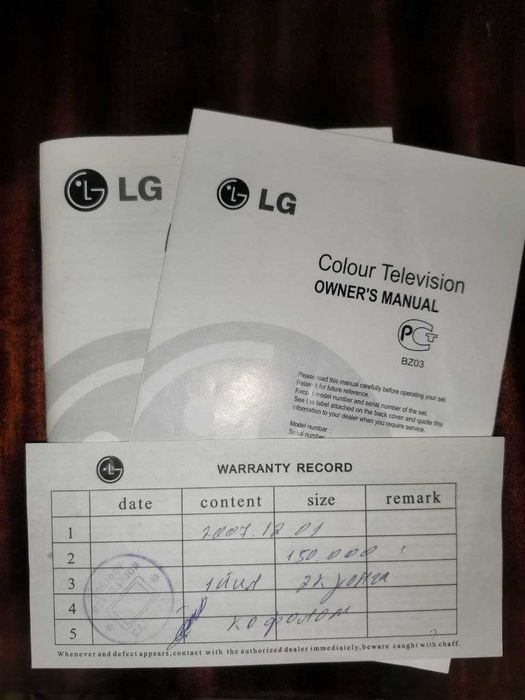 LG
LG
Colour Television
OWNER'S MANUAL
PCT
BZ03
Please read this manual carefully before operating your set.
Retain it for future reference.
Record model number and serial number of the set.
See the label attached on the back cover and quote this
information to your dealer when you require service.
Model number :
Serial number
WARRANTY RECORD
date content size remark
1 2007.12 01
2 150.000
3 1йил
4
5
Whenever and defect appears,contact with the authorized dealer immediately,beware caught with chaff.